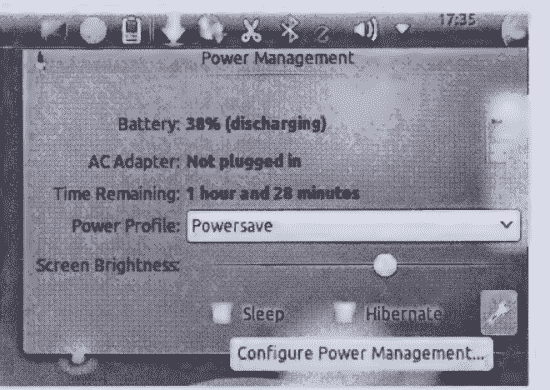 17:35
Power Management
Battery: 38% (discharging)
AC Adapter: Not plugged in
Time Remaining: 1 hour and 28 minutes
Power Profile: Powersave
Screen Brightness:
Sleep Hibernate
Configure Power Management...